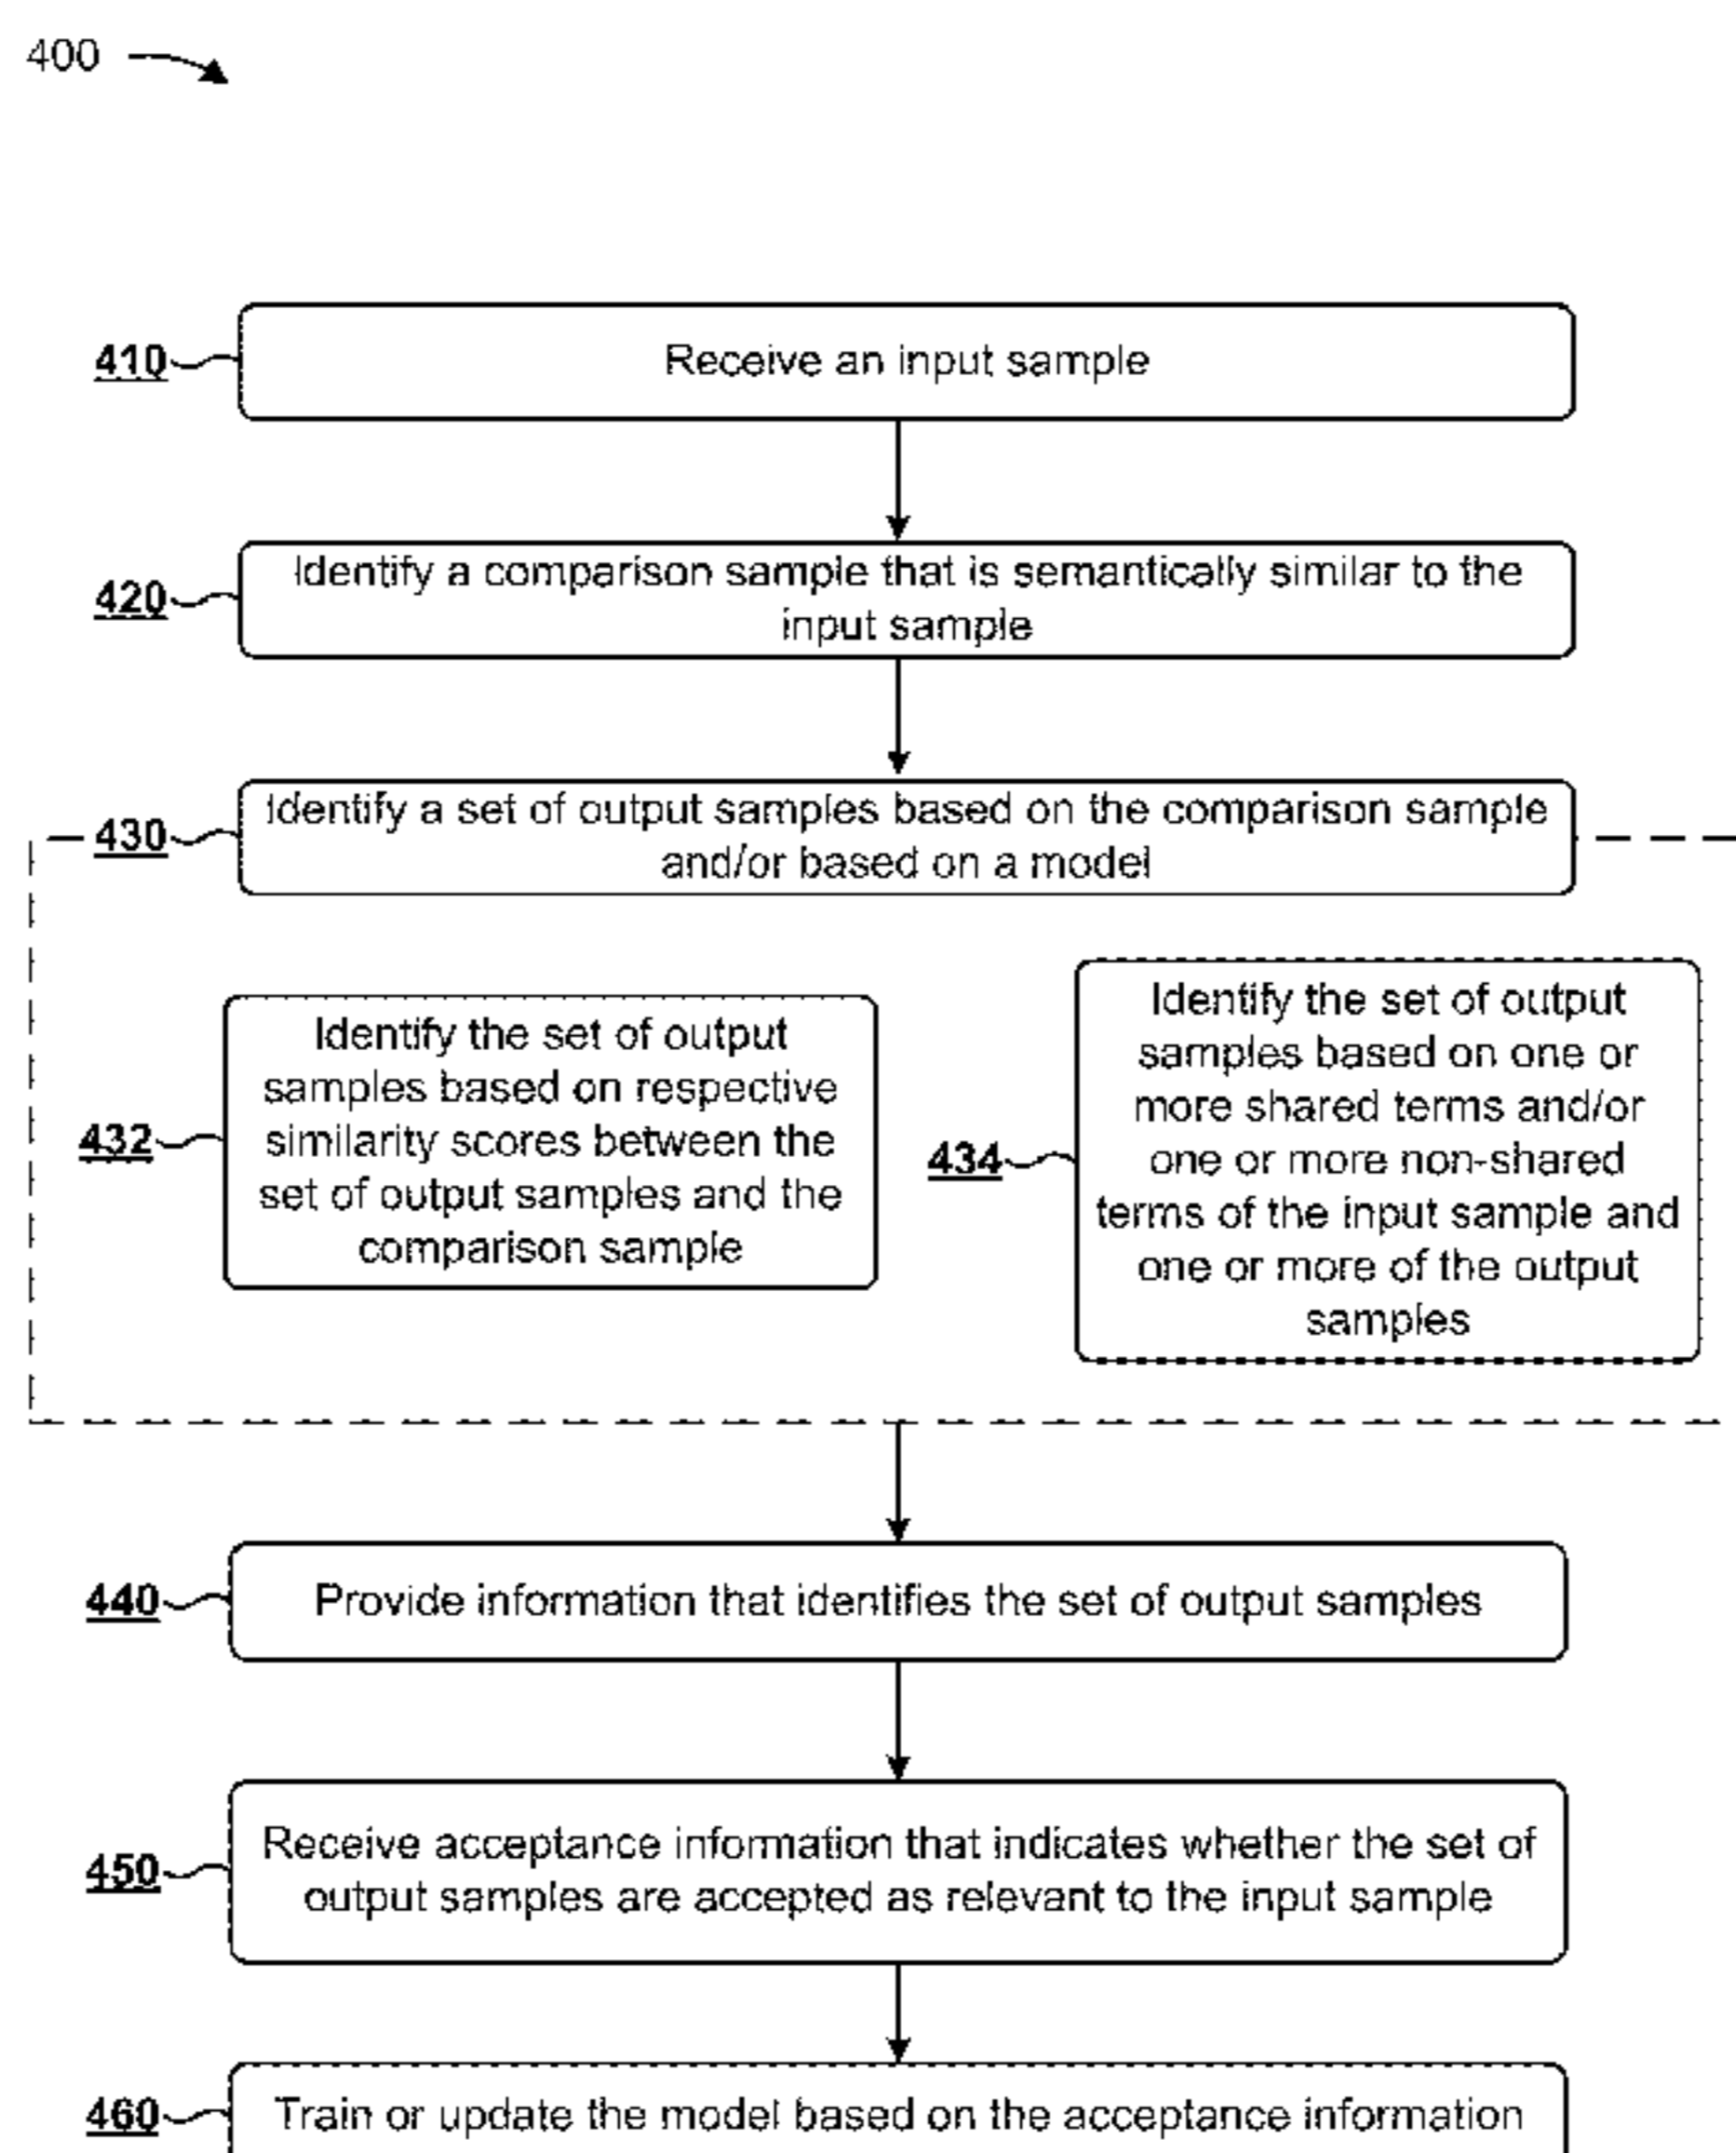 400
410
Receive an input sample
420
Identify a comparison sample that is semantically similar to the
input sample
430
Identify a set of output samples based on the comparison sample
and/or based on a model
432
Identify the set of output
samples based on respective
similarity scores between the
set of output samples and the
comparison sample
434
Identify the set of output
samples based on one or
more shared terms and/or
one or more non-shared
terms of the input sample and
one or more of the output
samples
440
Provide information that identifies the set of output samples
450
Receive acceptance information that indicates whether the set of
output samples are accepted as relevant to the input sample
460
Train or update the model based on the acceptance information